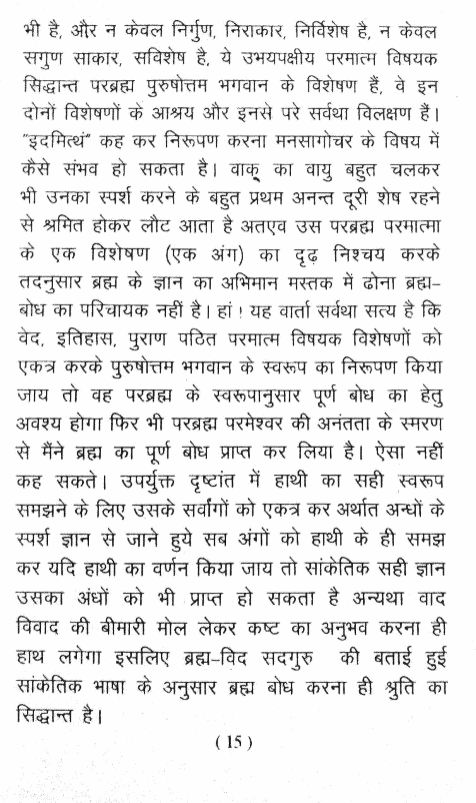 भी है, और न केवल निर्गुण, निराकार, निर्विशेष है, न केवल
सगुण साकार, सविशेष है, ये उभयपक्षीय परमात्म विषयक
सिद्धान्त परब्रह्म पुरुषोत्तम भगवान के विशेषण हैं, वे इन
दोनों विशेषणों के आश्रय और इनसे परे सर्वथा विलक्षण हैं।
"इदमित्थं" कह कर निरूपण करना मनसागोचर के विषय में
कैसे संभव हो सकता है। वाक् का वायु बहुत चलकर
भी उनका स्पर्श करने के बहुत प्रथम अनन्त दूरी शेष रहने
से श्रमित होकर लौट आता है अतएव उस परब्रह्म परमात्मा
के एक विशेषण (एक अंग) का दृढ़ निश्चय करके
तदनुसार ब्रह्म के ज्ञान का अभिमान मस्तक में ढोना ब्रह्म–
बोध का परिचायक नहीं है। हां ! यह वार्ता सर्वथा सत्य है कि
वेद, इतिहास, पुराण पठित परमात्म विषयक विशेषणों को
एकत्र करके पुरुषोत्तम भगवान के स्वरूप का निरूपण किया
जाय तो वह परब्रह्म के स्वरूपानुसार पूर्ण बोध का हेतु
अवश्य होगा फिर भी परब्रह्म परमेश्वर की अनंतता के स्मरण
से मैंने ब्रह्म का पूर्ण बोध प्राप्त कर लिया है। ऐसा नहीं
कह सकते। उपर्युक्त दृष्टांत में हाथी का सही स्वरूप
समझने के लिए उसके सर्वांगों को एकत्र कर अर्थात अन्धों के
स्पर्श ज्ञान से जाने हुये सब अंगों को हाथी के ही समझ
कर यदि हाथी का वर्णन किया जाय तो सांकेतिक सही ज्ञान
उसका अंधों को भी प्राप्त हो सकता है अन्यथा वाद
विवाद की बीमारी मोल लेकर कष्ट का अनुभव करना ही
हाथ लगेगा इसलिए ब्रह्म–विद सदगुरु की बताई हुई
सांकेतिक भाषा के अनुसार ब्रह्म बोध करना ही श्रुति का
सिद्धान्त है।
( 15 )